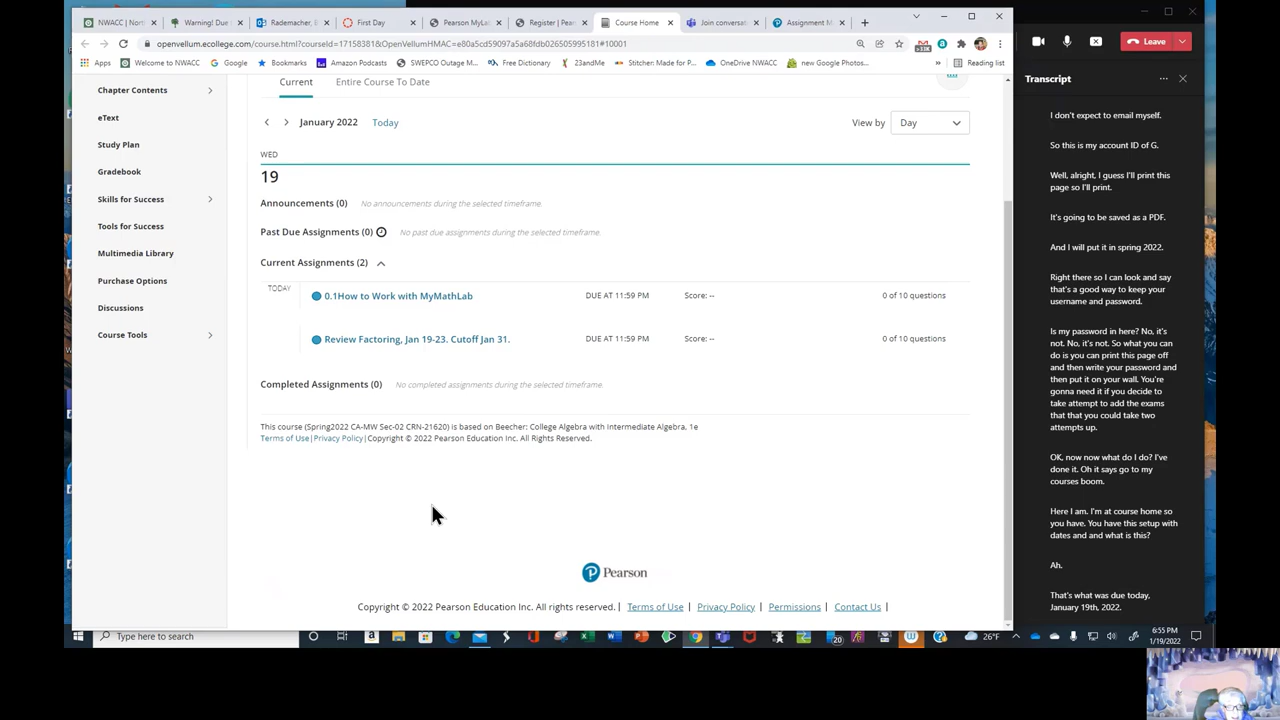 NWACC | Nort
Warning! Due
Rademacher, B
First Day
Pearson MyLa
Register | Pears
Course Home
Join conversati
Assignment M
Leave
openvellum.ecollege.com/course.html?courseId=17158381&OpenVellumHMAC=e80a5cd59097a5a68fdb026505995181#10001
Apps
Welcome to NWACC
Google
Bookmarks
Amazon Podcasts
SWEPCO Outage M...
Free Dictionary
23andMe
Stitcher: Made for P...
OneDrive NWACC
new Google Photos...
Reading list
Chapter Contents
eText
Study Plan
Gradebook
Skills for Success
Tools for Success
Multimedia Library
Purchase Options
Discussions
Course Tools
Current
Entire Course To Date
January 2022
Today
View by
Day
WED
19
Announcements (0)
No announcements during the selected timeframe.
Past Due Assignments (0)
No past due assignments during the selected timeframe.
Current Assignments (2)
TODAY
0.1How to Work with MyMathLab
DUE AT 11:59 PM
Score: --
0 of 10 questions
Review Factoring, Jan 19-23. Cutoff Jan 31.
DUE AT 11:59 PM
Score: --
0 of 10 questions
Completed Assignments (0)
No completed assignments during the selected timeframe.
This course (Spring2022 CA-MW Sec-02 CRN-21620) is based on Beecher: College Algebra with Intermediate Algebra, 1e
Terms of Use|Privacy Policy|Copyright © 2022 Pearson Education Inc. All Rights Reserved.
Pearson
Copyright © 2022 Pearson Education Inc. All rights reserved. | Terms of Use | Privacy Policy | Permissions | Contact Us |
Transcript
I don't expect to email myself.
So this is my account ID of G.
Well, alright, I guess I'll print this
page so I'll print.
It's going to be saved as a PDF.
And I will put it in spring 2022.
Right there so I can look and say
that's a good way to keep your
username and password.
Is my password in here? No, it's
not. No, it's not. So what you can
do is you can print this page off
and then write your password and
then put it on your wall. You're
gonna need it if you decide to
take attempt to add the exams
that that you could take two
attempts up.
OK, now now what do I do? I've
done it. Oh it says go to my
courses boom.
Here I am. I'm at course home so
you have. You have this setup with
dates and and what is this?
Ah.
That's what was due today,
January 19th, 2022.
Type here to search
20
26°F
6:55 PM
1/19/2022